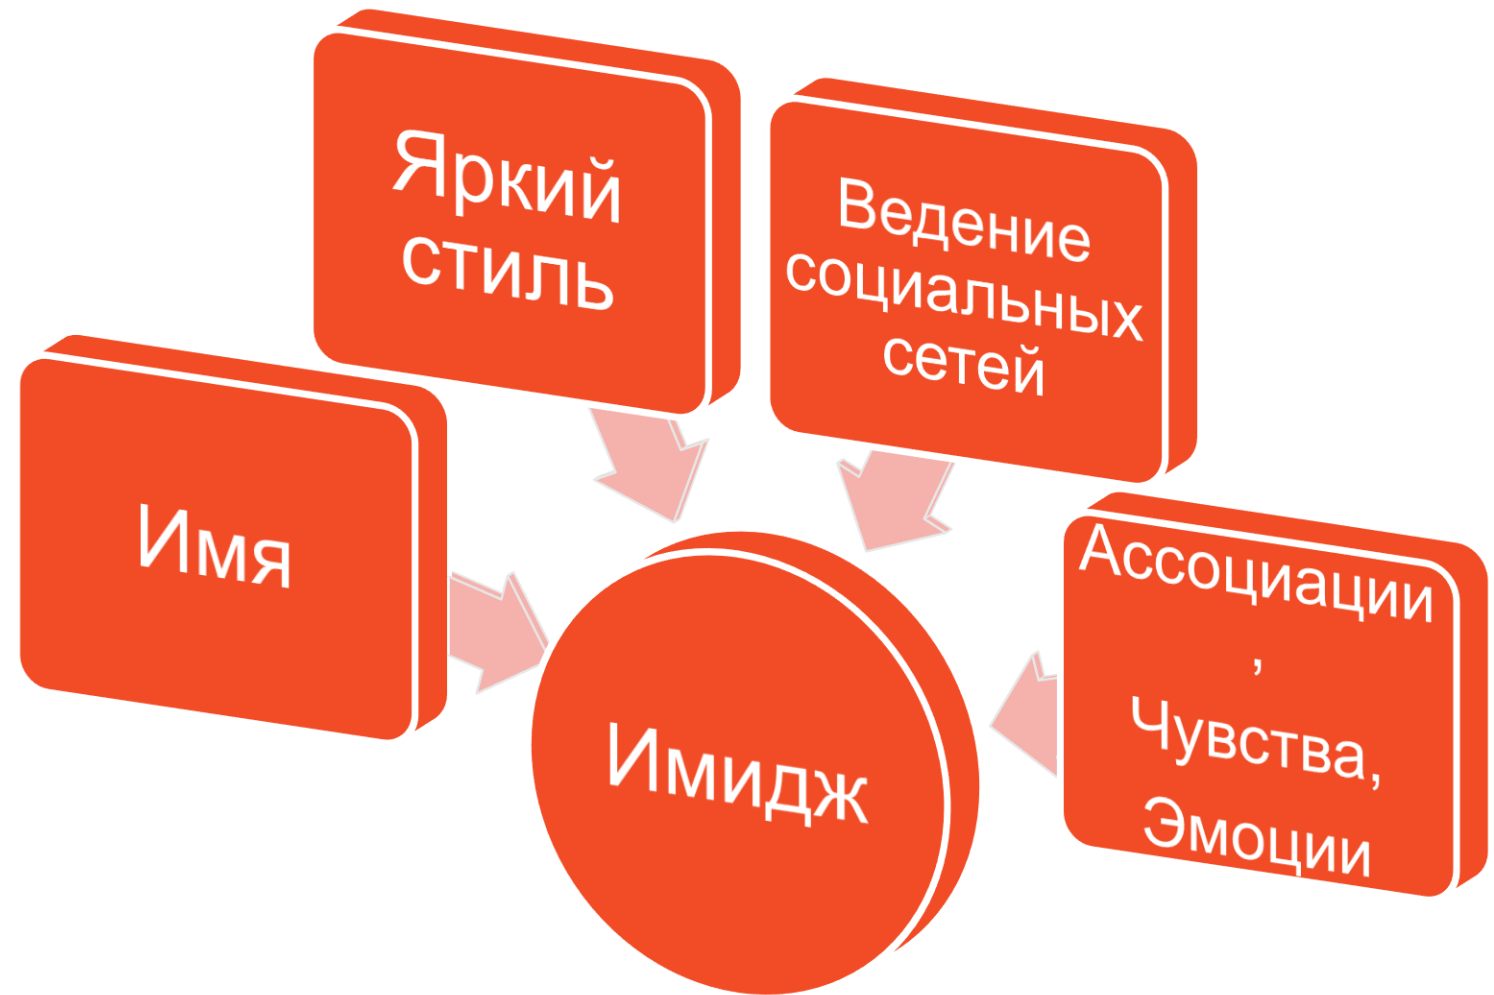 Яркий
стиль
Ведение
социальных
сетей
Имя
Ассоциации
,
Чувства,
Эмоции
Имидж